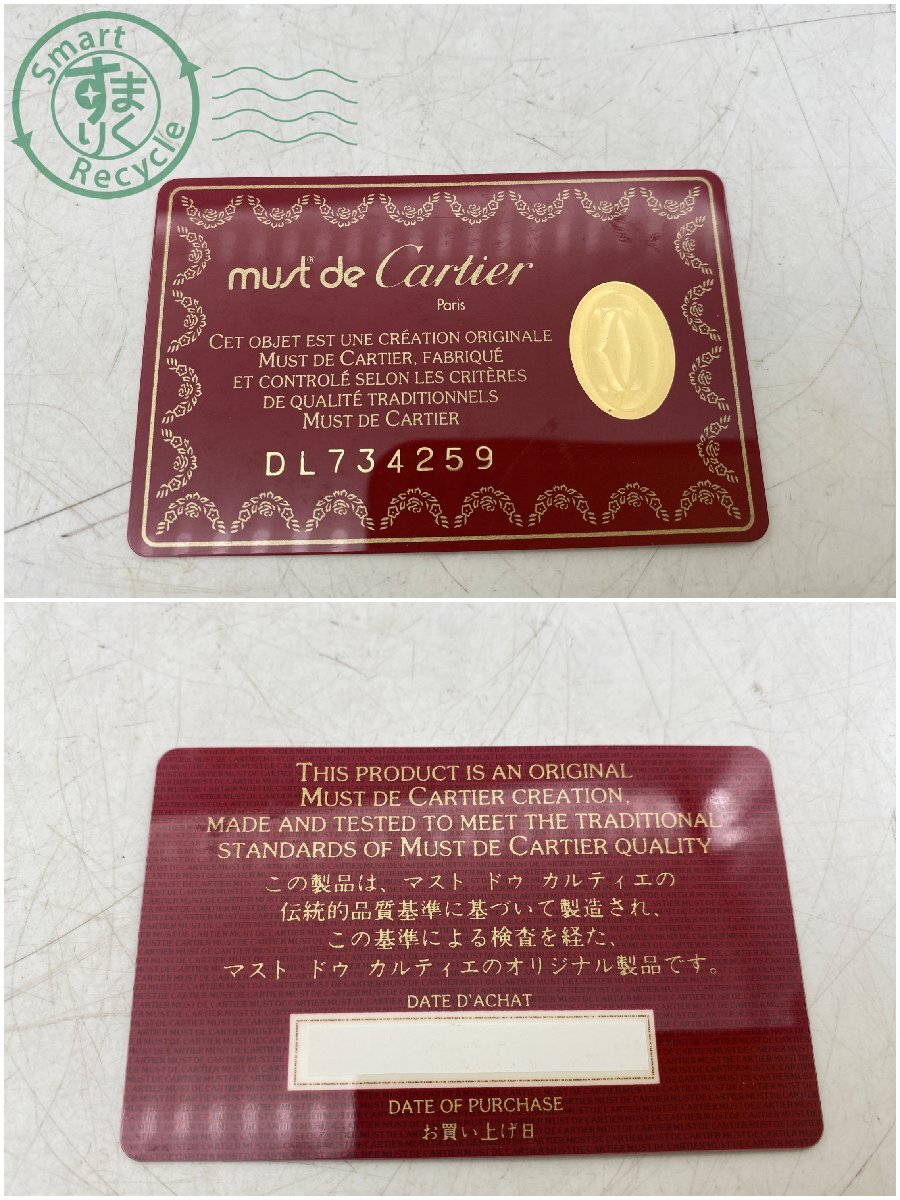 Smart
すまりく
Recycle
must® de Cartier
Paris
CET OBJET EST UNE CRÉATION ORIGINALE
MUST DE CARTIER, FABRIQUÉ
ET CONTROLÉ SELON LES CRITÈRES
DE QUALITÉ TRADITIONNELS
MUST DE CARTIER
DL734259
THIS PRODUCT IS AN ORIGINAL
MUST DE CARTIER CREATION,
MADE AND TESTED TO MEET THE TRADITIONAL
STANDARDS OF MUST DE CARTIER QUALITY
この製品は、マスト ドゥ カルティエの
伝統的品質基準に基づいて製造され、
この基準による検査を経た、
マスト ドゥ カルティエのオリジナル製品です。
DATE D'ACHAT
DATE OF PURCHASE
お買い上げ日